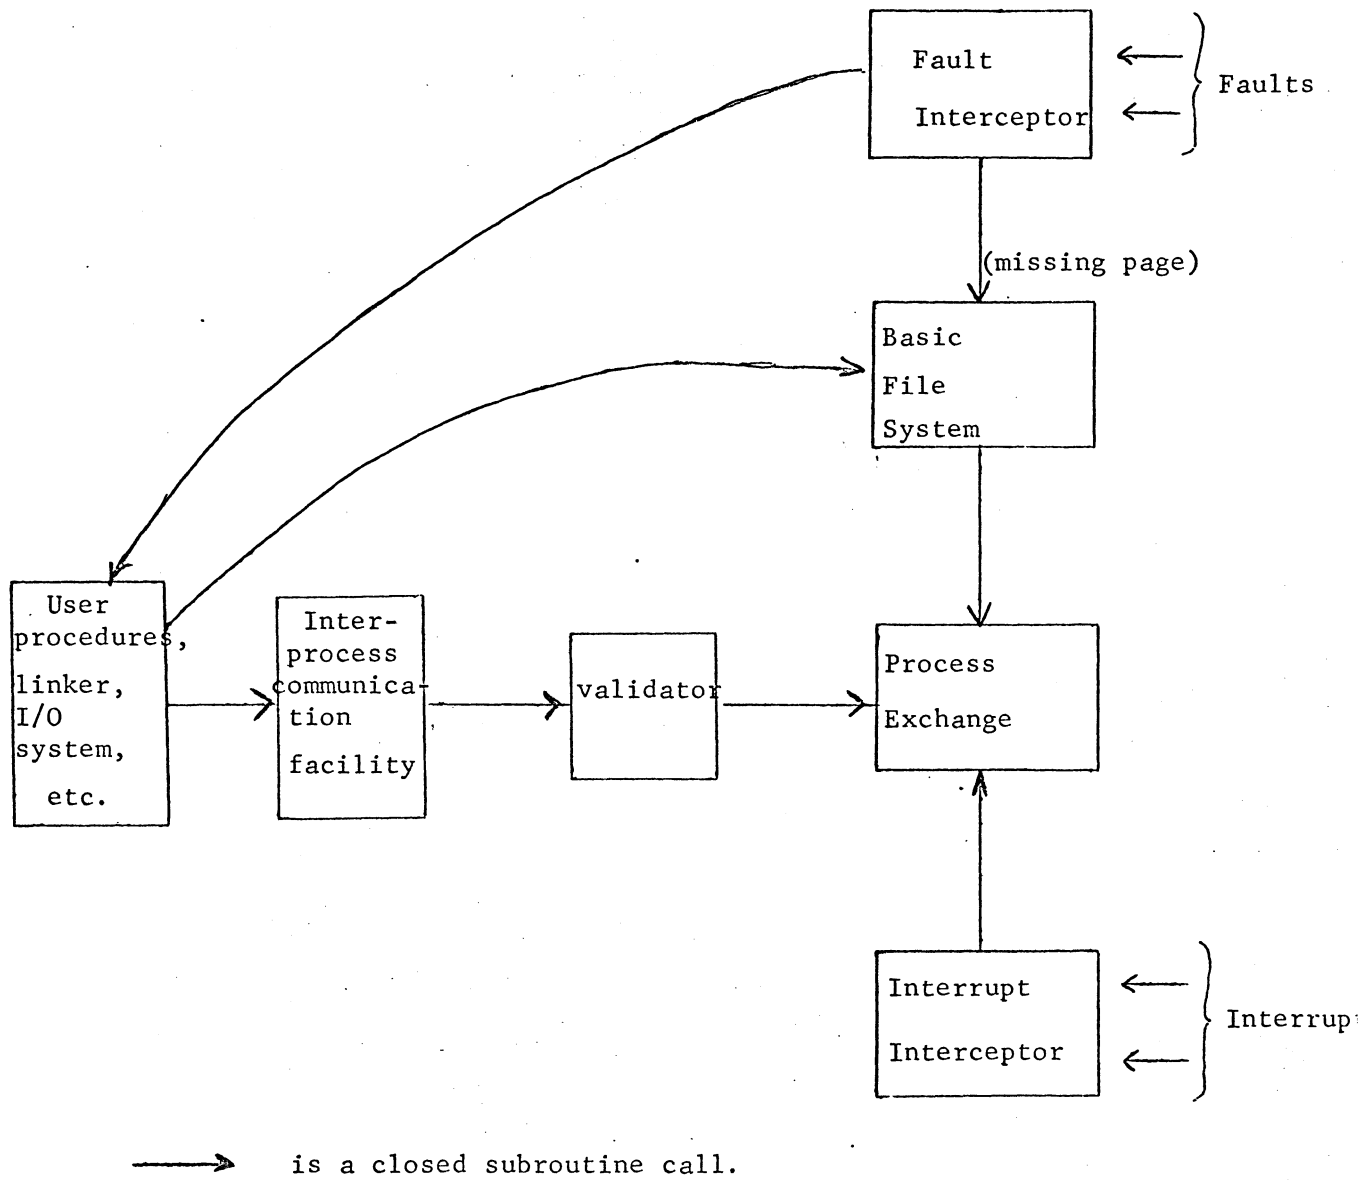 Fault
Interceptor
Faults
(missing page)
Basic
File
System
User
procedures,
linker,
I/O
system,
etc.
Inter-
process
communica-
tion
facility
validator
Process
Exchange
Interrupt
Interceptor
is a closed subroutine call.